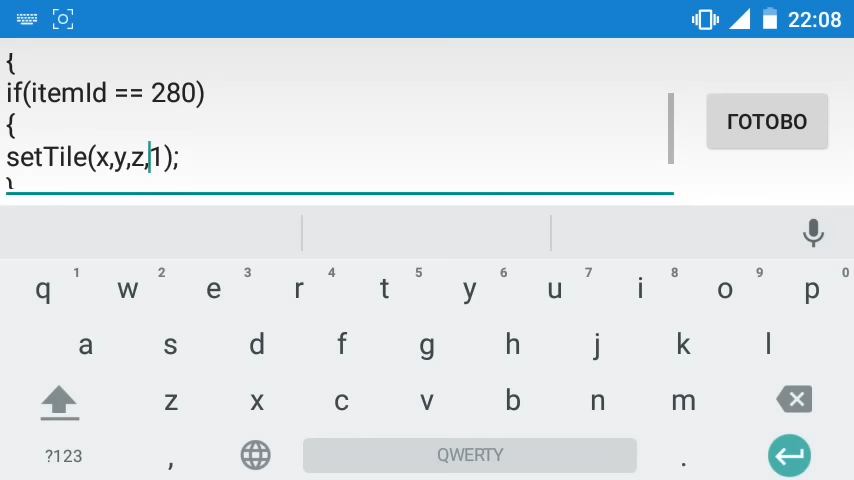 22:08
{
if(itemId == 280)
{
setTile(x,y,z,1);
}
ГОТОВО
q 1 w 2 e 3 r 4 t 5 y 6 u 7 i 8 o 9 p 0
a s d f g h j k l
z x c v b n m
?123 , QWERTY .